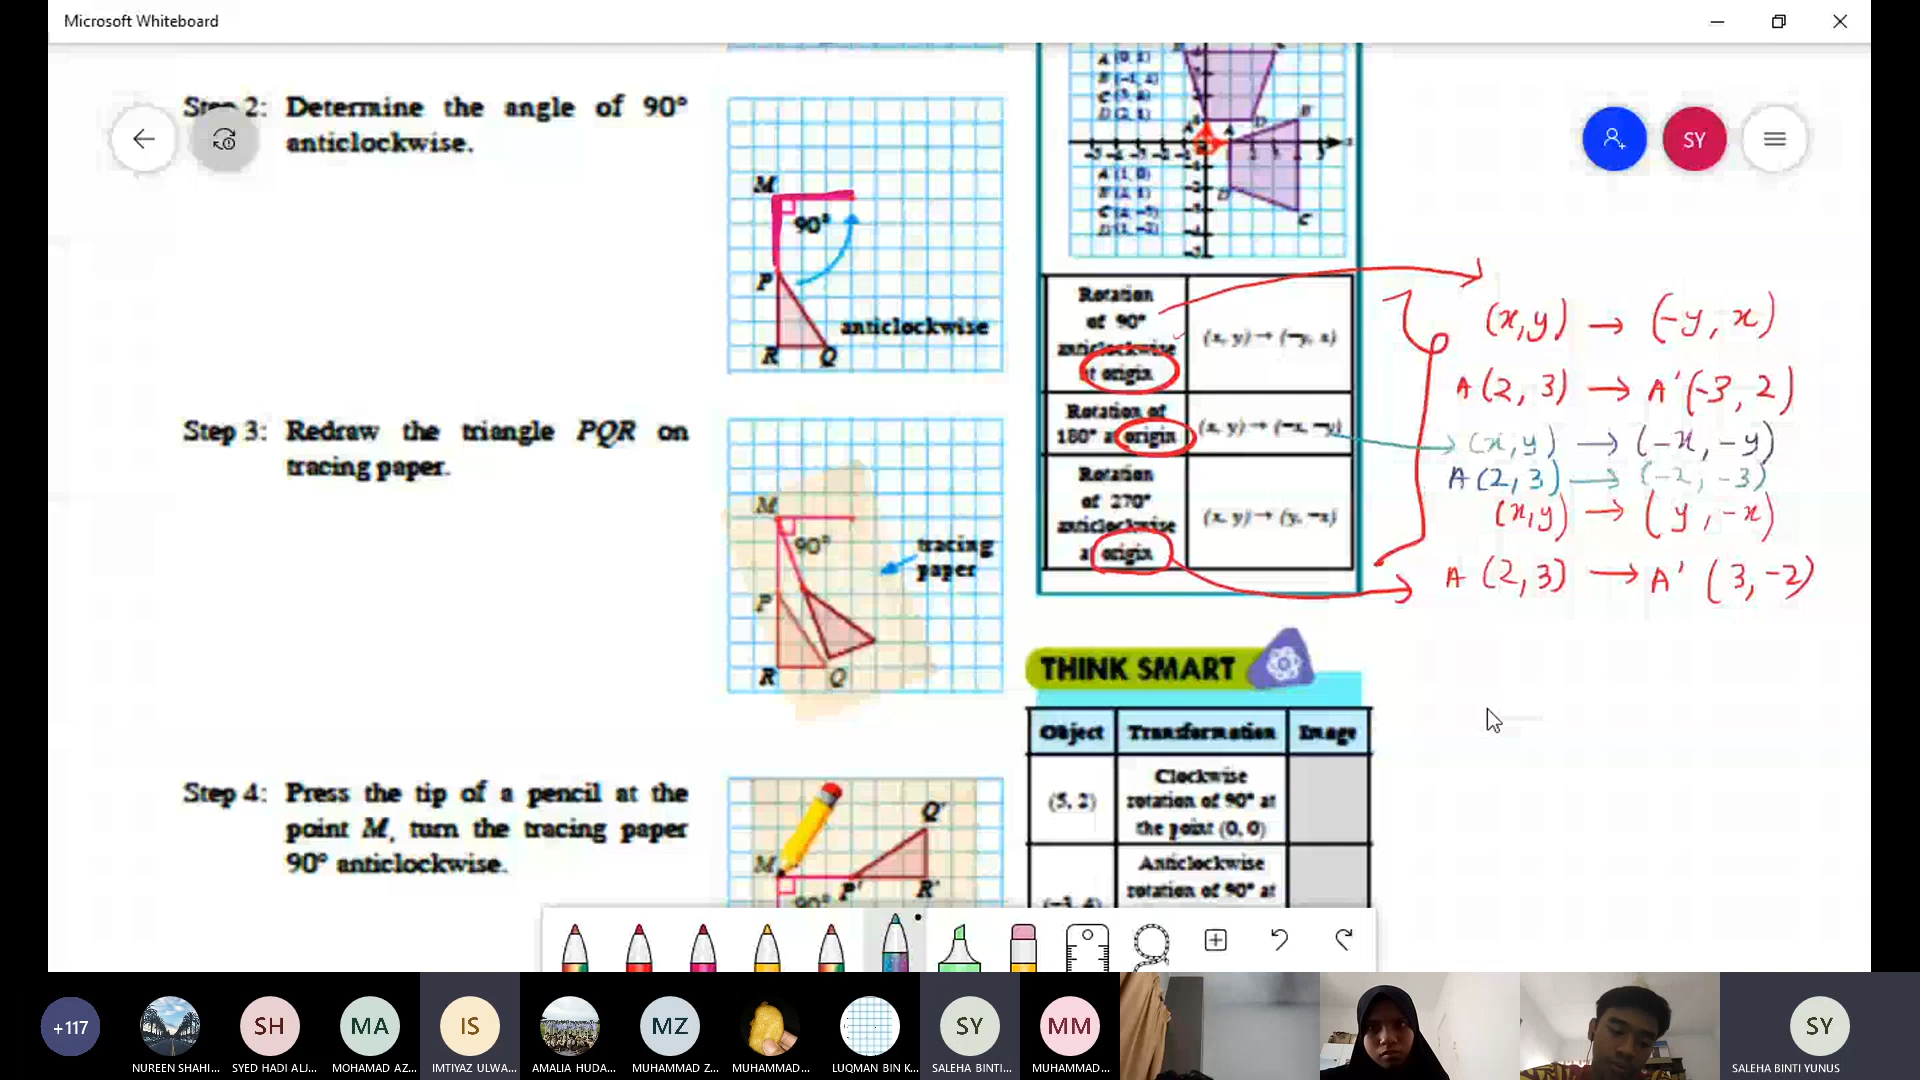 Microsoft Whiteboard
Step 2: Determine the angle of 90°
anticlockwise.
M
90°
P
anticlockwise
R Q
Step 3: Redraw the triangle PQR on
tracing paper.
M
90°
tracing
paper
P
R Q
Step 4: Press the tip of a pencil at the
point M, turn the tracing paper
90° anticlockwise.
Q'
M
P' R'
90°
D
B
A (1, 0)
D
C
Rotation
of 90°
anticlockwise
at origin
(x, y) → (−y, x)
Rotation of
180° at origin
(x, y) → (−x, −y)
Rotation
of 270°
anticlockwise
at origin
(x, y) → (y, −x)
(x,y) → (-y, x)
A (2, 3) → A' (-3, 2)
(x,y) → (-x, -y)
A (2, 3) → (-2, -3)
(x,y) → (y, -x)
A (2, 3) → A' (3, -2)
THINK SMART
Object Transformation Image
(5, 2)
Clockwise
rotation of 90° at
the point (0, 0)
(−3, 4)
Anticlockwise
rotation of 90° at
SY
+117
SH
MA
IS
MZ
SY
MM
SY
NUREEN SHAHI...
SYED HADI ALI...
MOHAMAD AZ...
IMTIYAZ ULWA...
AMALIA HUDA...
MUHAMMAD Z...
MUHAMMAD...
LUQMAN BIN K...
SALEHA BINTI...
MUHAMMAD...
SALEHA BINTI YUNUS